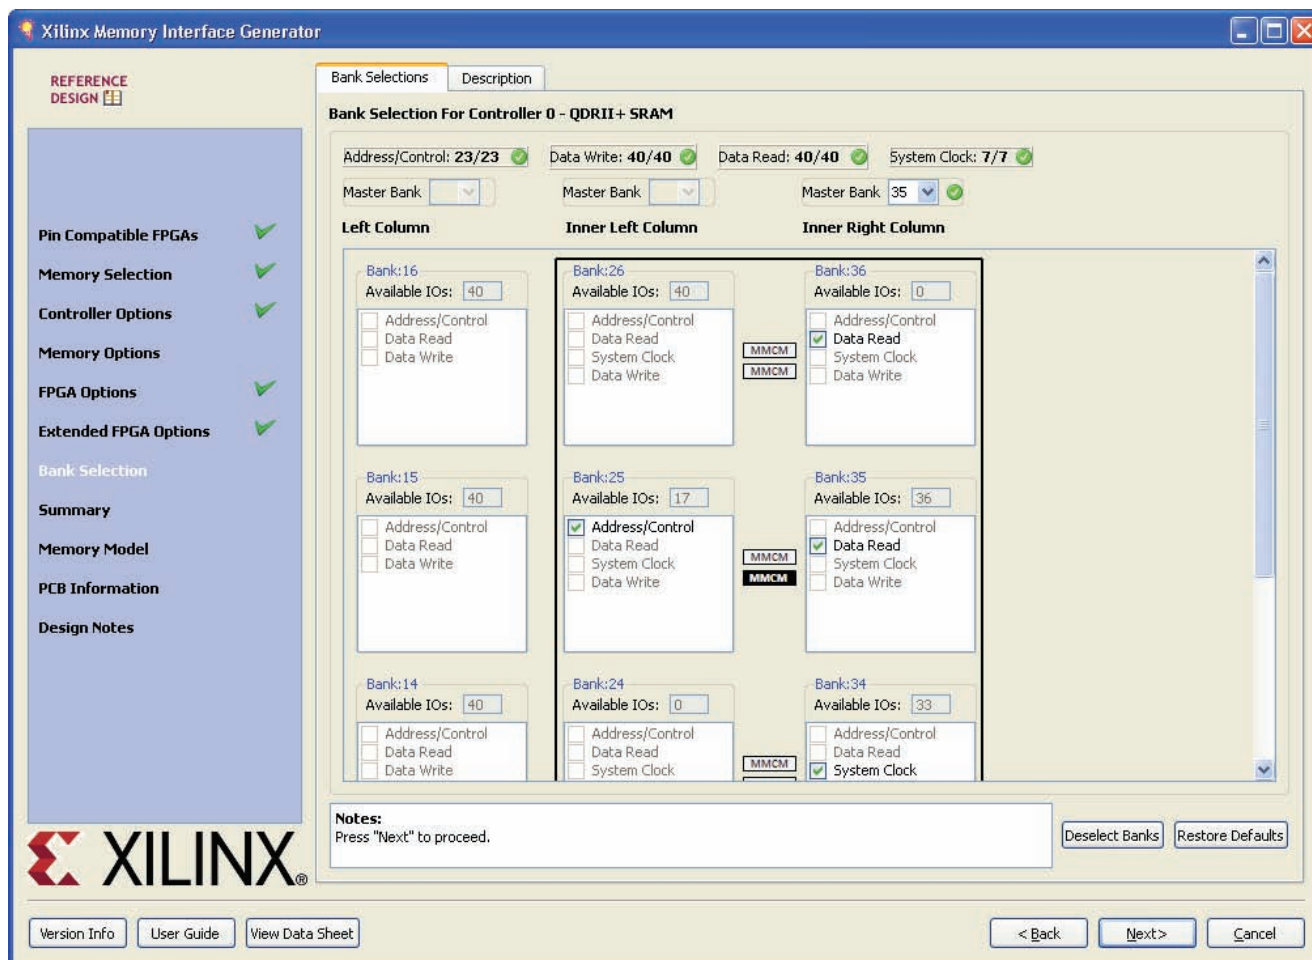 Xilinx Memory Interface Generator
REFERENCE
DESIGN
Pin Compatible FPGAs
Memory Selection
Controller Options
Memory Options
FPGA Options
Extended FPGA Options
Bank Selection
Summary
Memory Model
PCB Information
Design Notes
XILINX®
Bank Selections Description
Bank Selection For Controller 0 - QDRII+ SRAM
Address/Control: 23/23 Data Write: 40/40 Data Read: 40/40 System Clock: 7/7
Master Bank Master Bank Master Bank 35
Left Column Inner Left Column Inner Right Column
Bank:16 Bank:26 Bank:36
Available IOs: 40 Available IOs: 40 Available IOs: 0
Address/Control Address/Control Address/Control
Data Read Data Read MMCM Data Read
Data Write System Clock MMCM System Clock
Data Write Data Write
Bank:15 Bank:25 Bank:35
Available IOs: 40 Available IOs: 17 Available IOs: 36
Address/Control Address/Control Address/Control
Data Read Data Read MMCM Data Read
Data Write System Clock MMCM System Clock
Data Write Data Write
Bank:14 Bank:24 Bank:34
Available IOs: 40 Available IOs: 0 Available IOs: 33
Address/Control Address/Control Address/Control
Data Read Data Read Data Read
Data Write System Clock MMCM System Clock
Notes:
Press "Next" to proceed.
Deselect Banks Restore Defaults
Version Info User Guide View Data Sheet < Back Next> Cancel